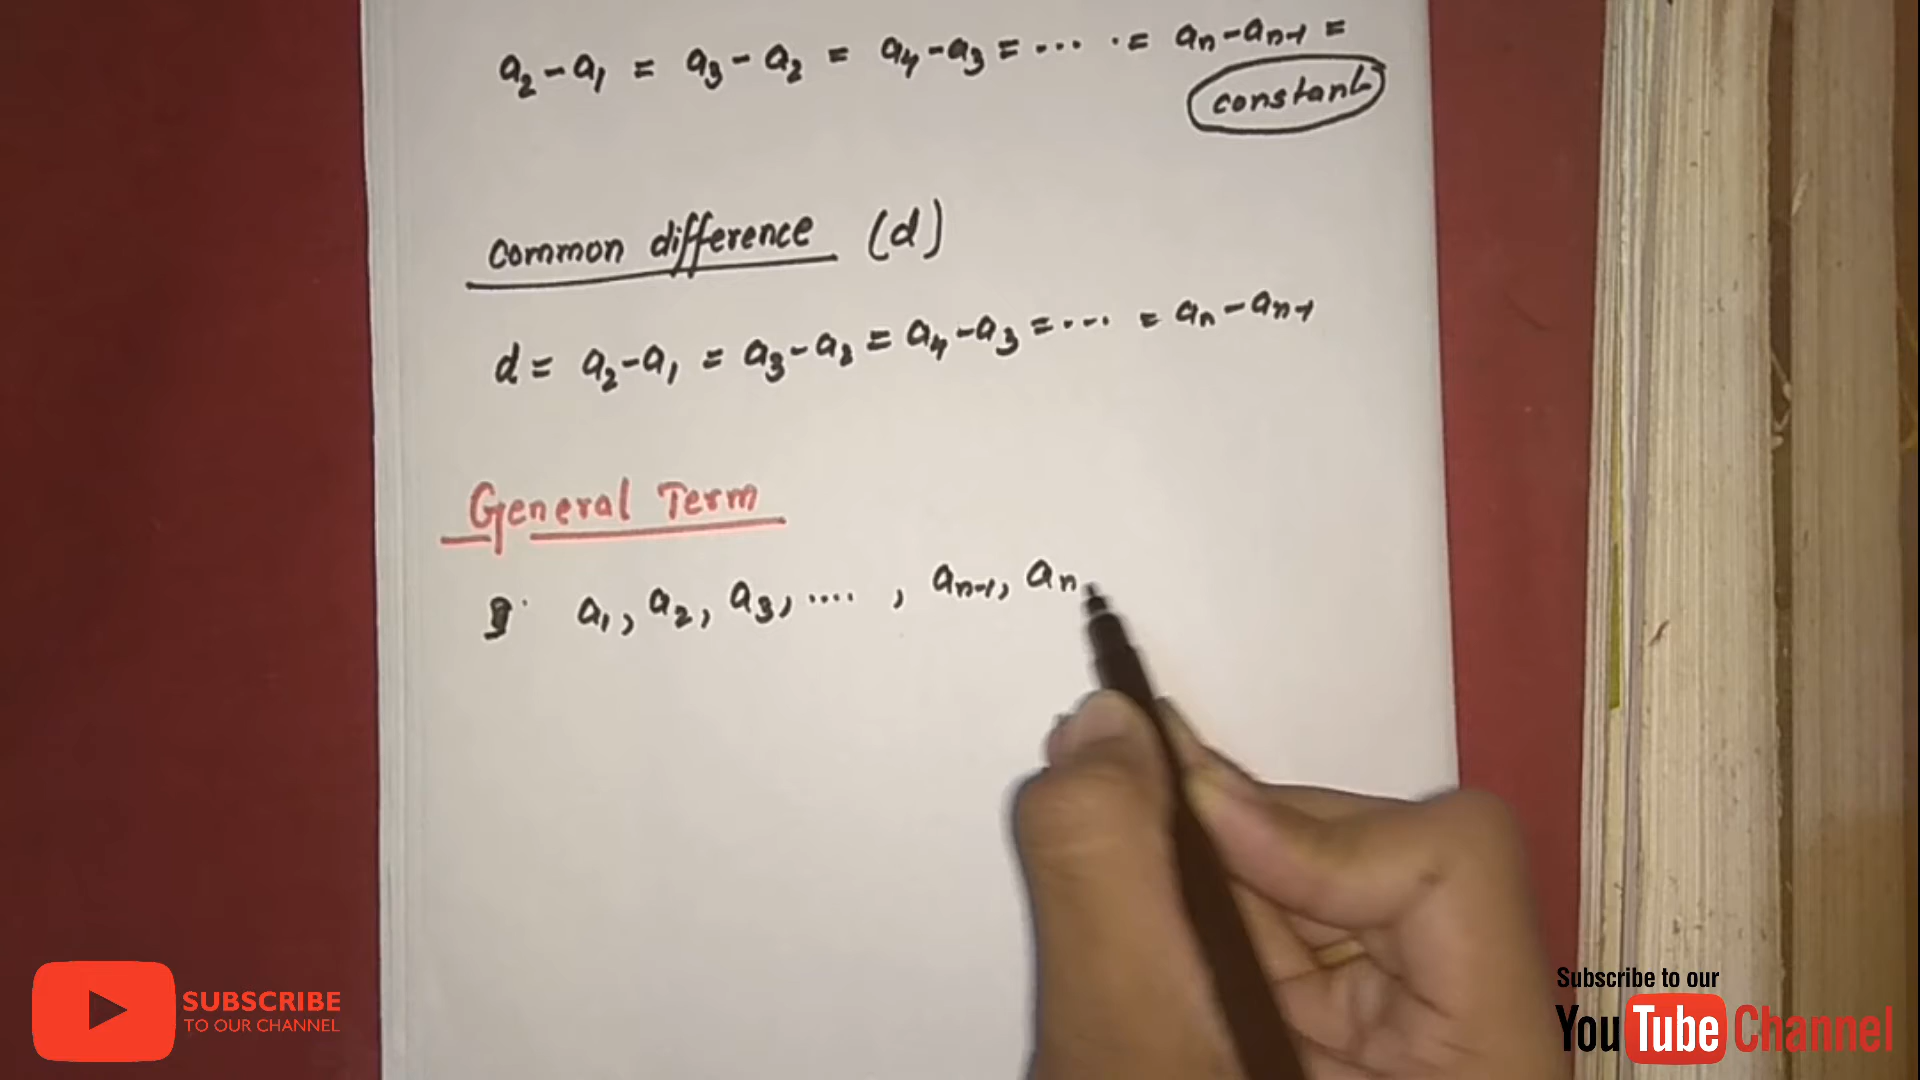 a₂-a₁ = a₃-a₂ = a₄-a₃ = ... . = aₙ-aₙ₋₁ =
constant
Common difference (d)
d = a₂-a₁ = a₃-a₂ = a₄-a₃ = ... = aₙ-aₙ₋₁
General Term
a₁, a₂, a₃, .... , aₙ₋₁, aₙ
SUBSCRIBE
TO OUR CHANNEL
Subscribe to our
YouTube Channel